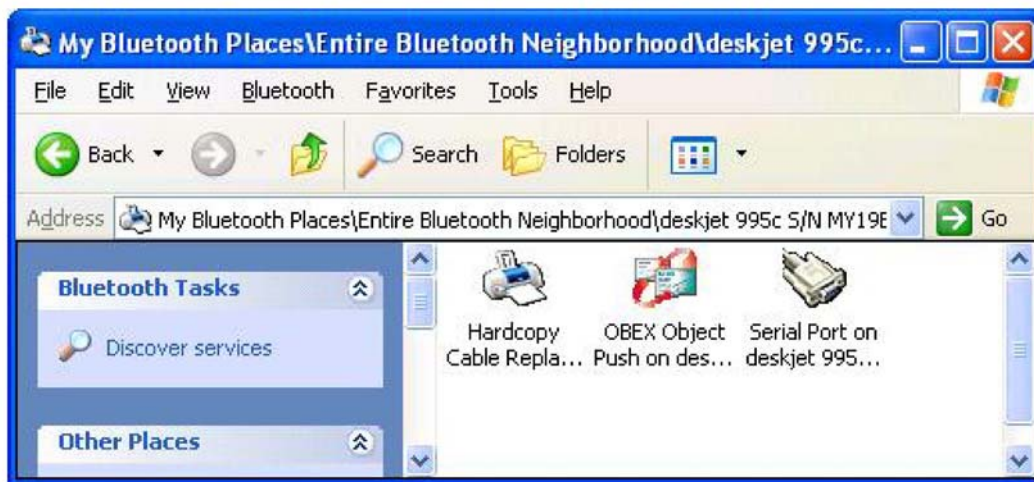 My Bluetooth Places\Entire Bluetooth Neighborhood\deskjet 995c...
File Edit View Bluetooth Favorites Tools Help
Back Search Folders
Address My Bluetooth Places\Entire Bluetooth Neighborhood\deskjet 995c S/N MY19E Go
Bluetooth Tasks
Discover services
Other Places
Hardcopy
Cable Repla...
OBEX Object
Push on des...
Serial Port on
deskjet 995...